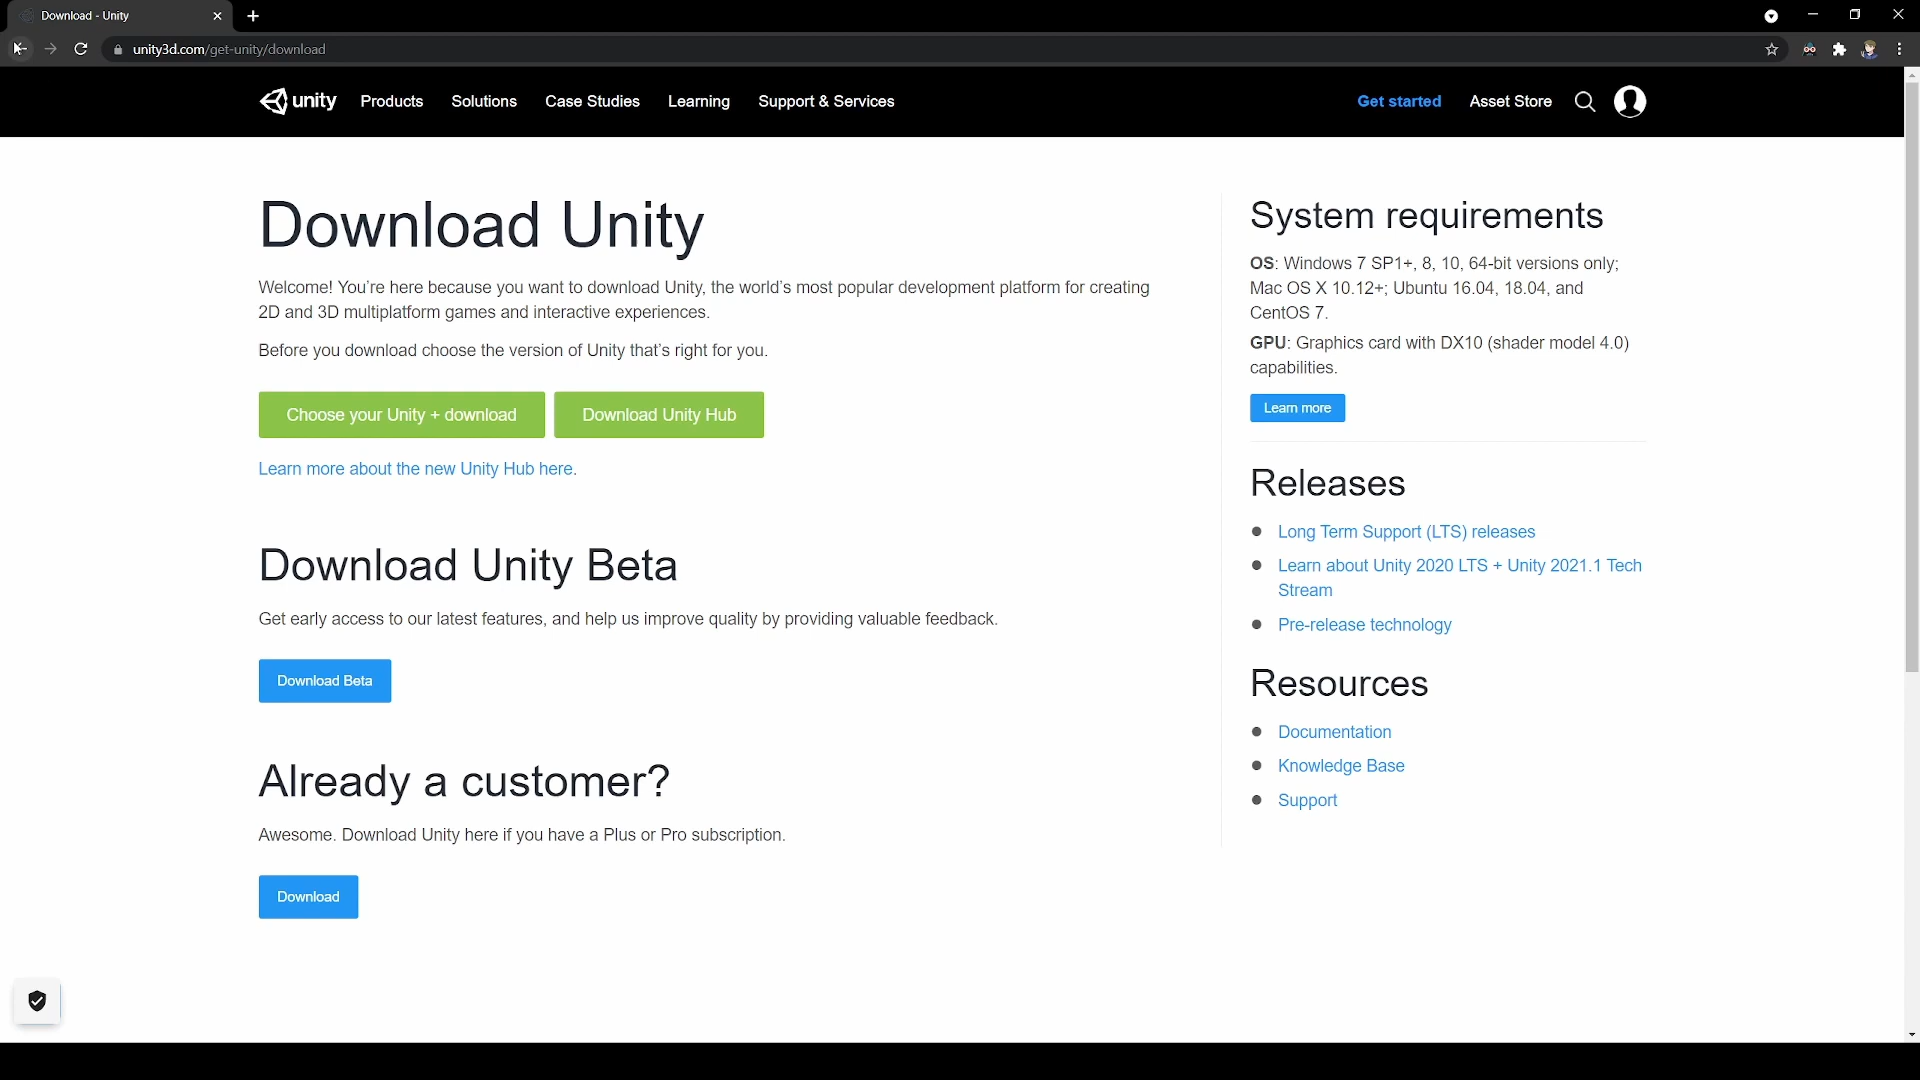 Download - Unity
unity3d.com/get-unity/download
unity Products Solutions Case Studies Learning Support & Services Get started Asset Store
Download Unity
Welcome! You're here because you want to download Unity, the world's most popular development platform for creating
2D and 3D multiplatform games and interactive experiences.
Before you download choose the version of Unity that's right for you.
Choose your Unity + download Download Unity Hub
Learn more about the new Unity Hub here.
Download Unity Beta
Get early access to our latest features, and help us improve quality by providing valuable feedback.
Download Beta
Already a customer?
Awesome. Download Unity here if you have a Plus or Pro subscription.
Download
System requirements
OS: Windows 7 SP1+, 8, 10, 64-bit versions only;
Mac OS X 10.12+; Ubuntu 16.04, 18.04, and
CentOS 7.
GPU: Graphics card with DX10 (shader model 4.0)
capabilities.
Learn more
Releases
Long Term Support (LTS) releases
Learn about Unity 2020 LTS + Unity 2021.1 Tech
Stream
Pre-release technology
Resources
Documentation
Knowledge Base
Support